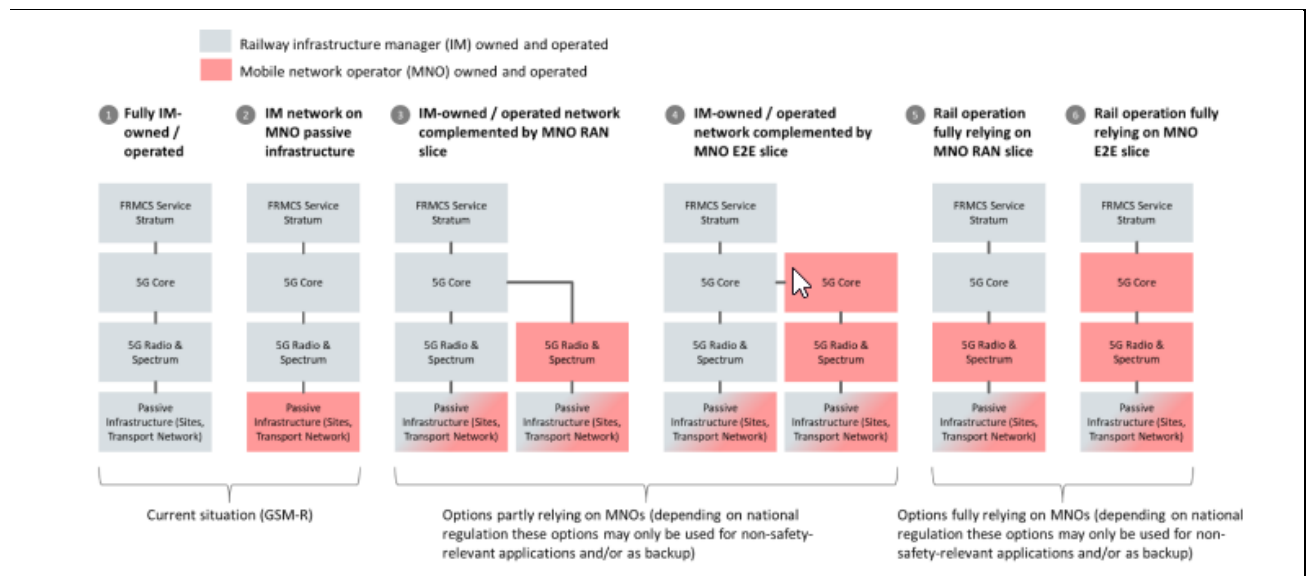 Railway infrastructure manager (IM) owned and operated
Mobile network operator (MNO) owned and operated
1 Fully IM-
owned /
operated
2 IM network on
MNO passive
infrastructure
3 IM-owned / operated network
complemented by MNO RAN
slice
4 IM-owned / operated
network complemented by
MNO E2E slice
5 Rail operation
fully relying on
MNO RAN slice
6 Rail operation fully
relying on MNO
E2E slice
FRMCS Service
Stratum
FRMCS Service
Stratum
FRMCS Service
Stratum
FRMCS Service
Stratum
FRMCS Service
Stratum
FRMCS Service
Stratum
5G Core
5G Core
5G Core
5G Core
5G Core
5G Core
5G Core
5G Radio &
Spectrum
5G Radio &
Spectrum
5G Radio &
Spectrum
5G Radio &
Spectrum
5G Radio &
Spectrum
5G Radio &
Spectrum
5G Radio &
Spectrum
5G Radio &
Spectrum
Passive
Infrastructure (Sites,
Transport Network)
Passive
Infrastructure (Sites,
Transport Network)
Passive
Infrastructure (Sites,
Transport Network)
Passive
Infrastructure (Sites,
Transport Network)
Passive
Infrastructure (Sites,
Transport Network)
Passive
Infrastructure (Sites,
Transport Network)
Passive
Infrastructure (Sites,
Transport Network)
Passive
Infrastructure (Sites,
Transport Network)
Current situation (GSM-R)
Options partly relying on MNOs (depending on national
regulation these options may only be used for non-safety-
relevant applications and/or as backup)
Options fully relying on MNOs (depending on national
regulation these options may only be used for non-
safety-relevant applications and/or as backup)